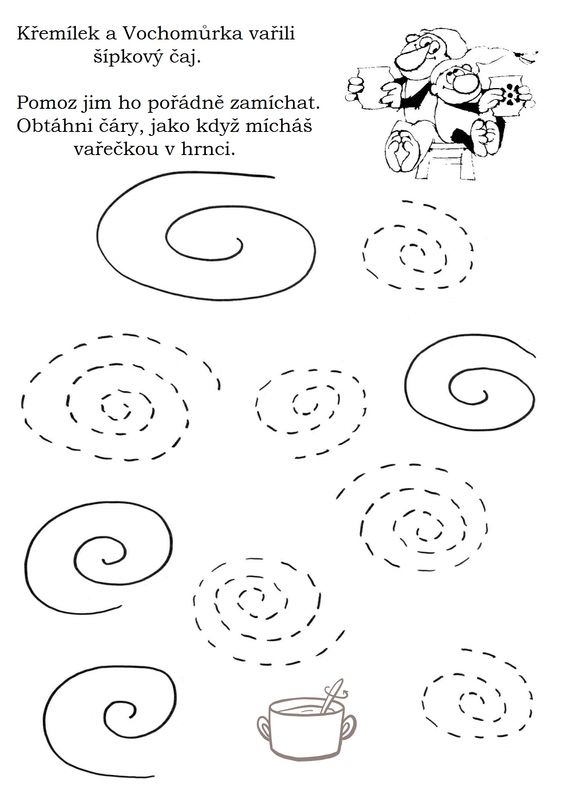 Křemílek a Vochomůrka vařili
šípkový čaj.
Pomoz jim ho pořádně zamíchat.
Obtáhni čáry, jako když mícháš
vařečkou v hrnci.